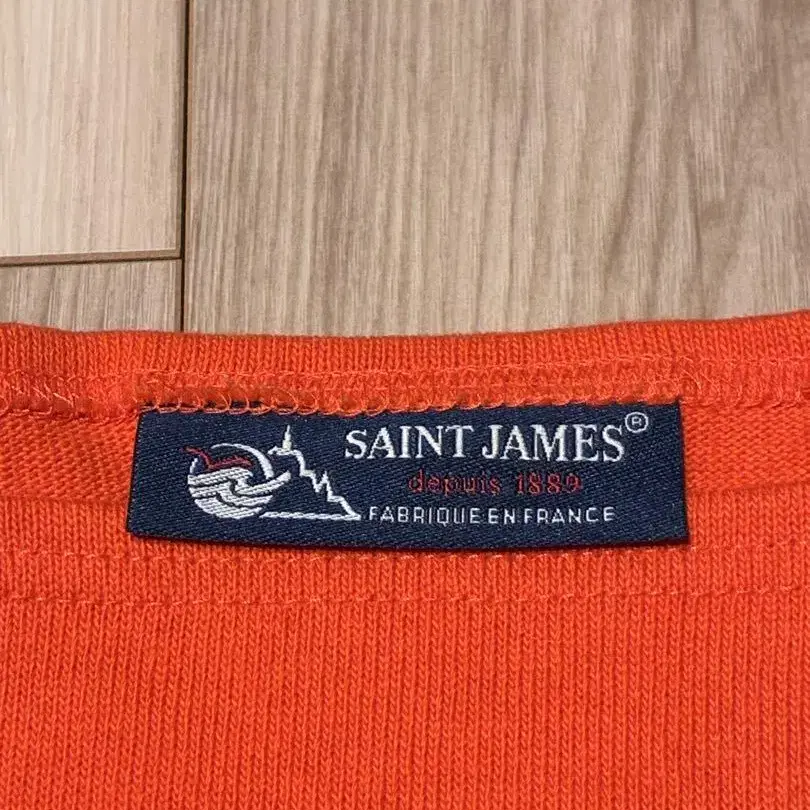 SAINT JAMES®
depuis 1889
FABRIQUE EN FRANCE